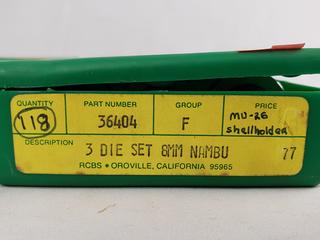 QUANTITY PART NUMBER GROUP PRICE
118 36404 F MU-26
shellholder
DESCRIPTION
3 DIE SET 8MM NAMBU 77
RCBS • OROVILLE, CALIFORNIA 95965